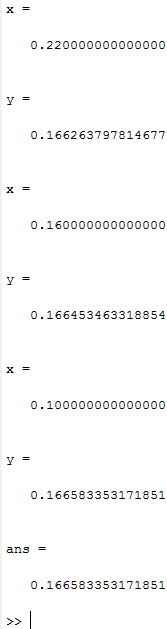 x =
0.220000000000000
y =
0.166263797814677
x =
0.160000000000000
y =
0.166453463318854
x =
0.100000000000000
y =
0.166583353171851
ans =
0.166583353171851
>>